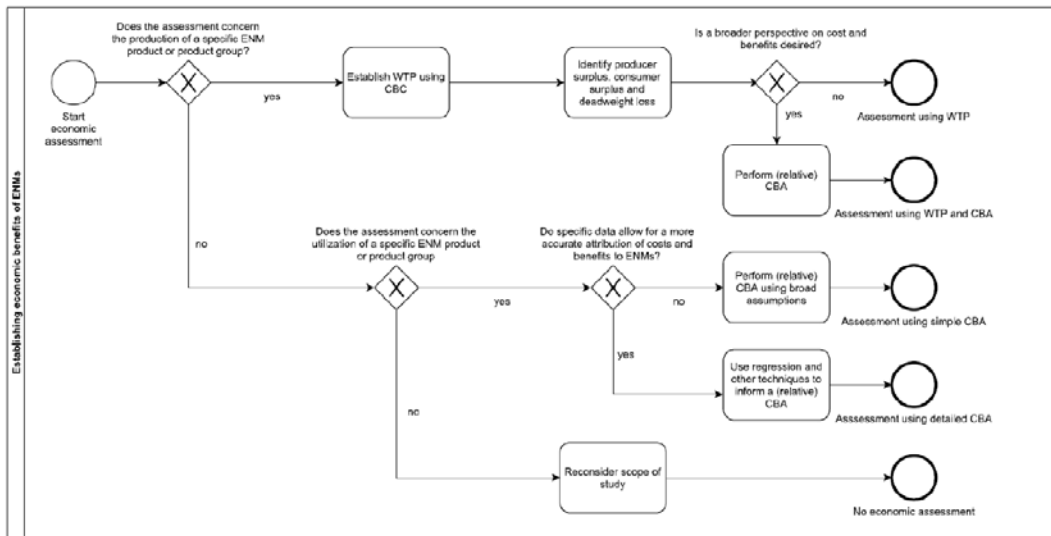 Establishing economic benefits of ENMs
Does the assessment concern
the production of a specific ENM
product or product group?
Start
economic
assessment
yes
Establish WTP using
CBC
Identify producer
surplus, consumer
surplus and
deadweight loss
Is a broader perspective on cost and
benefits desired?
no
Assessment using WTP
yes
Perform (relative)
CBA
Assessment using WTP and CBA
no
Does the assessment concern the
utilization of a specific ENM product
or product group
yes
Do specific data allow for a more
accurate attribution of costs and
benefits to ENMs?
no
Perform (relative)
CBA using broad
assumptions
Assessment using simple CBA
yes
Use regression and
other techniques to
inform a (relative)
CBA
Asssessment using detailed CBA
no
Reconsider scope of
study
No economic assessment